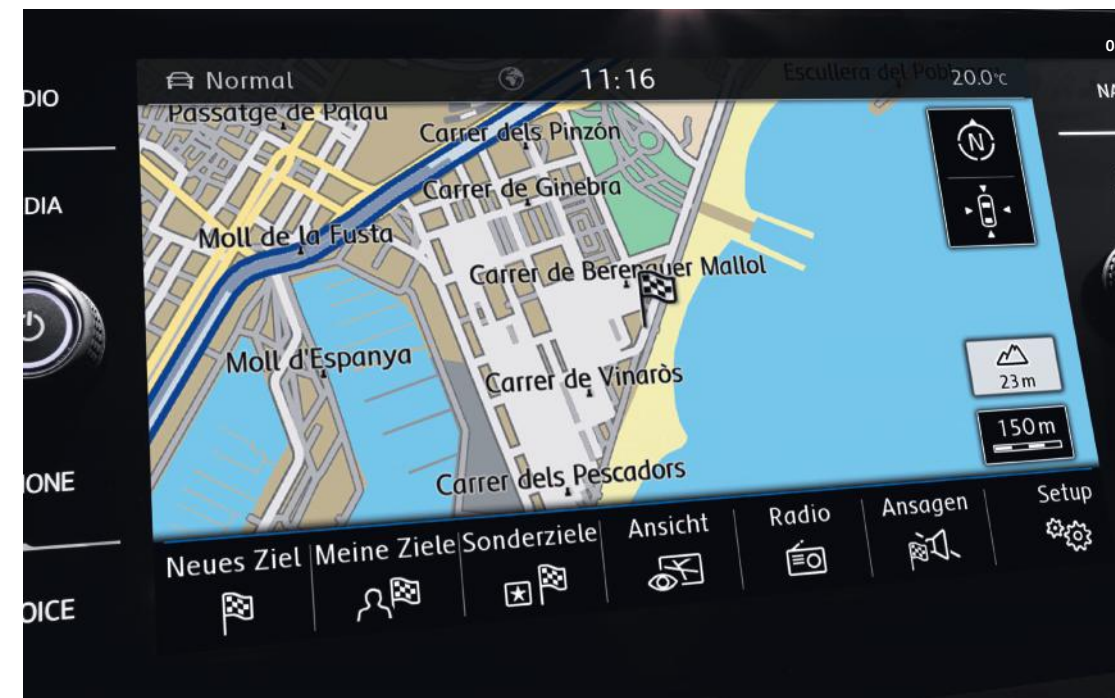 Normal
11:16
Escullera del Pob
20.0°C
Passatge de Palau
Carrer dels Pinzón
Carrer de Ginebra
N
Moll de la Fusta
Carrer de Berenguer Mallol
Moll d'Espanya
Carrer de Vinaròs
23m
150m
Carrer dels Pescadors
Neues Ziel
Meine Ziele
Sonderziele
Ansicht
Radio
Ansagen
Setup
DIO
DIA
IONE
OICE
0
NA